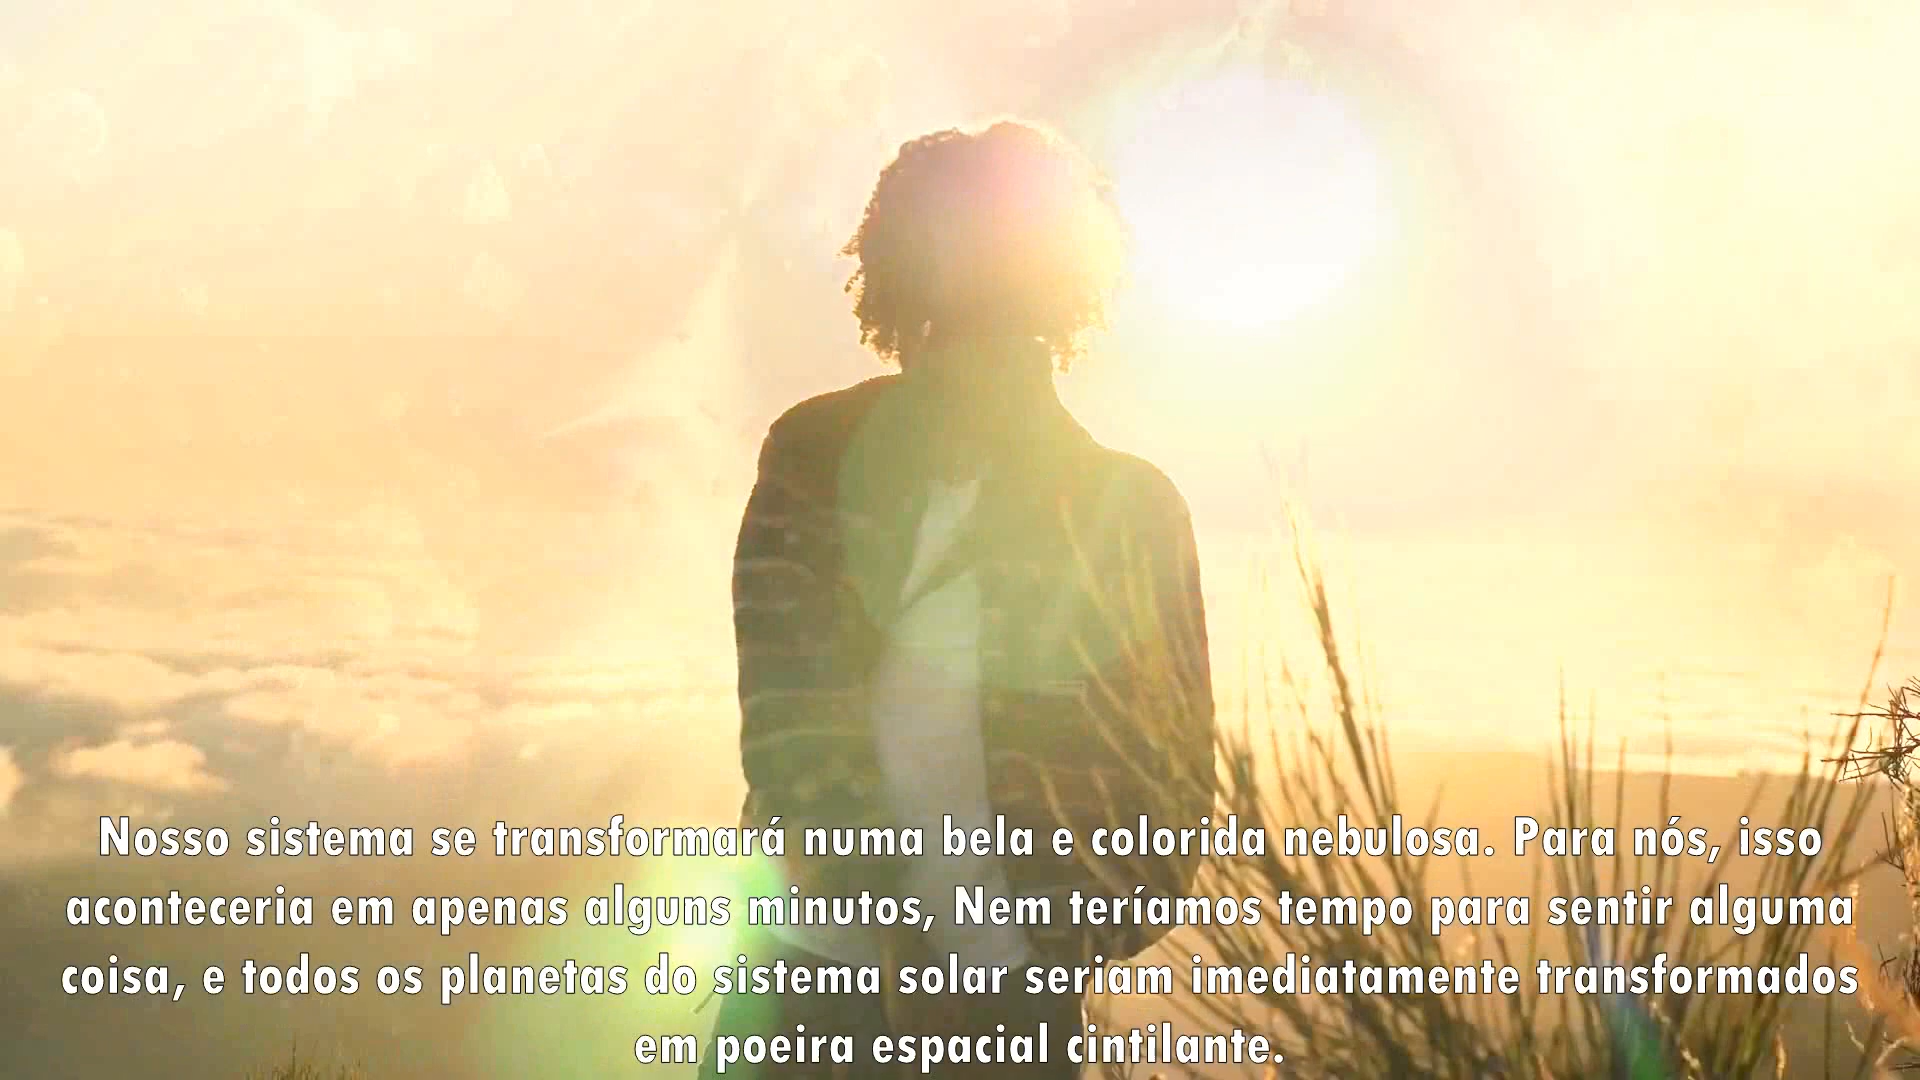 Nosso sistema se transformará numa bela e colorida nebulosa. Para nós, isso
aconteceria em apenas alguns minutos, Nem teríamos tempo para sentir alguma
coisa, e todos os planetas do sistema solar seriam imediatamente transformados
em poeira espacial cintilante.